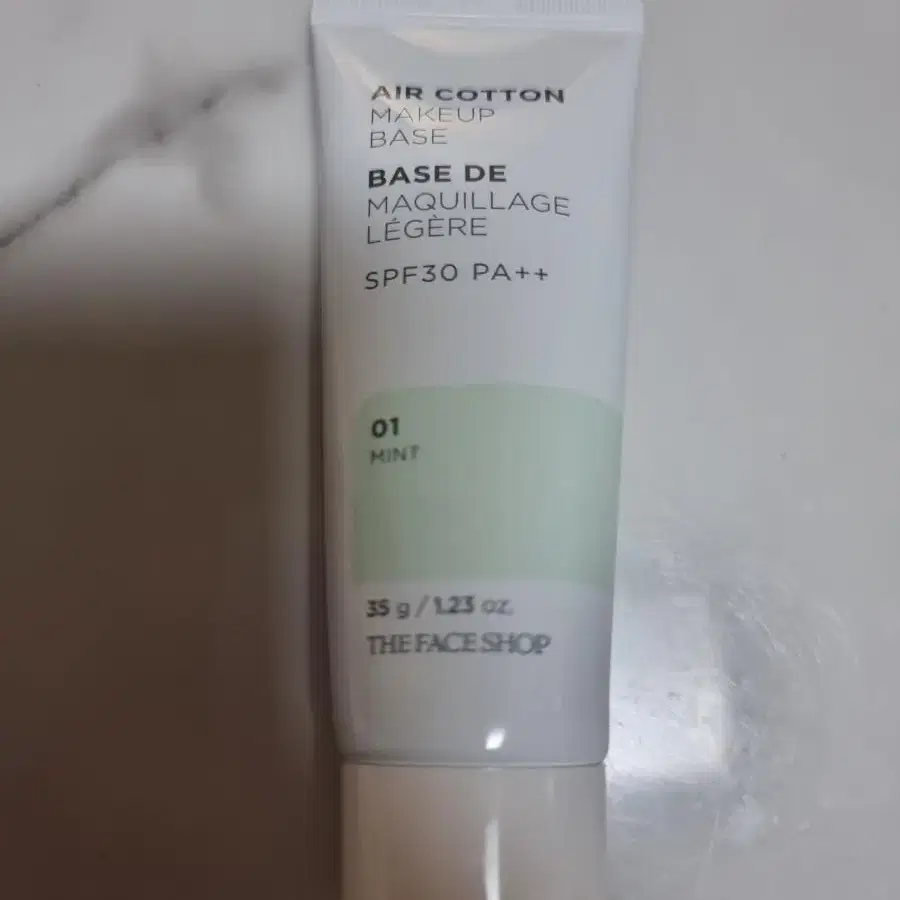 AIR COTTON
MAKEUP
BASE
BASE DE
MAQUILLAGE
LÉGÈRE
SPF30 PA++
01
MINT
35 g / 1.23 oz.
THE FACE SHOP